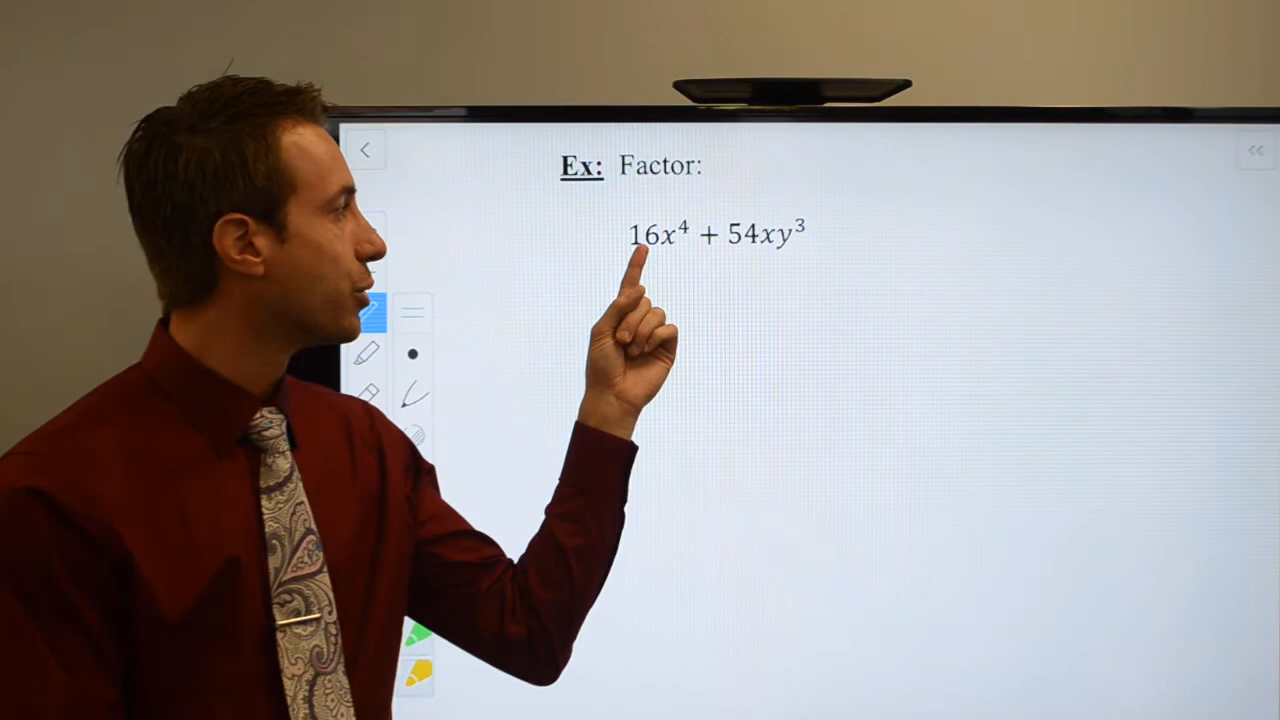 Ex: Factor:
16x⁴ + 54xy³